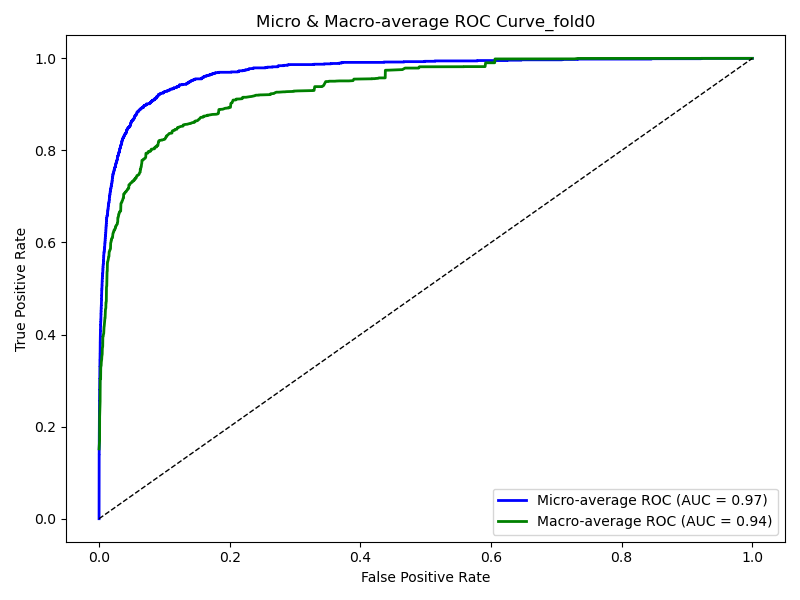 Micro & Macro-average ROC Curve_fold0
True Positive Rate
1.0
0.8
0.6
0.4
0.2
0.0
Micro-average ROC (AUC = 0.97)
Macro-average ROC (AUC = 0.94)
0.0 0.2 0.4 0.6 0.8 1.0
False Positive Rate